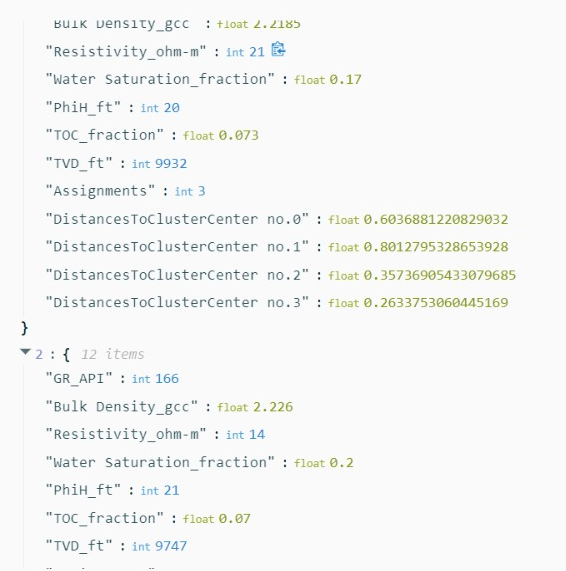 "Bulk Density_gcc" : float 2.2185
"Resistivity_ohm-m" : int 21
"Water Saturation_fraction" : float 0.17
"PhiH_ft" : int 20
"TOC_fraction" : float 0.073
"TVD_ft" : int 9932
"Assignments" : int 3
"DistancesToClusterCenter no.0" : float 0.6036881220829032
"DistancesToClusterCenter no.1" : float 0.8012795328653928
"DistancesToClusterCenter no.2" : float 0.35736905433079685
"DistancesToClusterCenter no.3" : float 0.2633753060445169
}
2 : { 12 items
"GR_API" : int 166
"Bulk Density_gcc" : float 2.226
"Resistivity_ohm-m" : int 14
"Water Saturation_fraction" : float 0.2
"PhiH_ft" : int 21
"TOC_fraction" : float 0.07
"TVD_ft" : int 9747